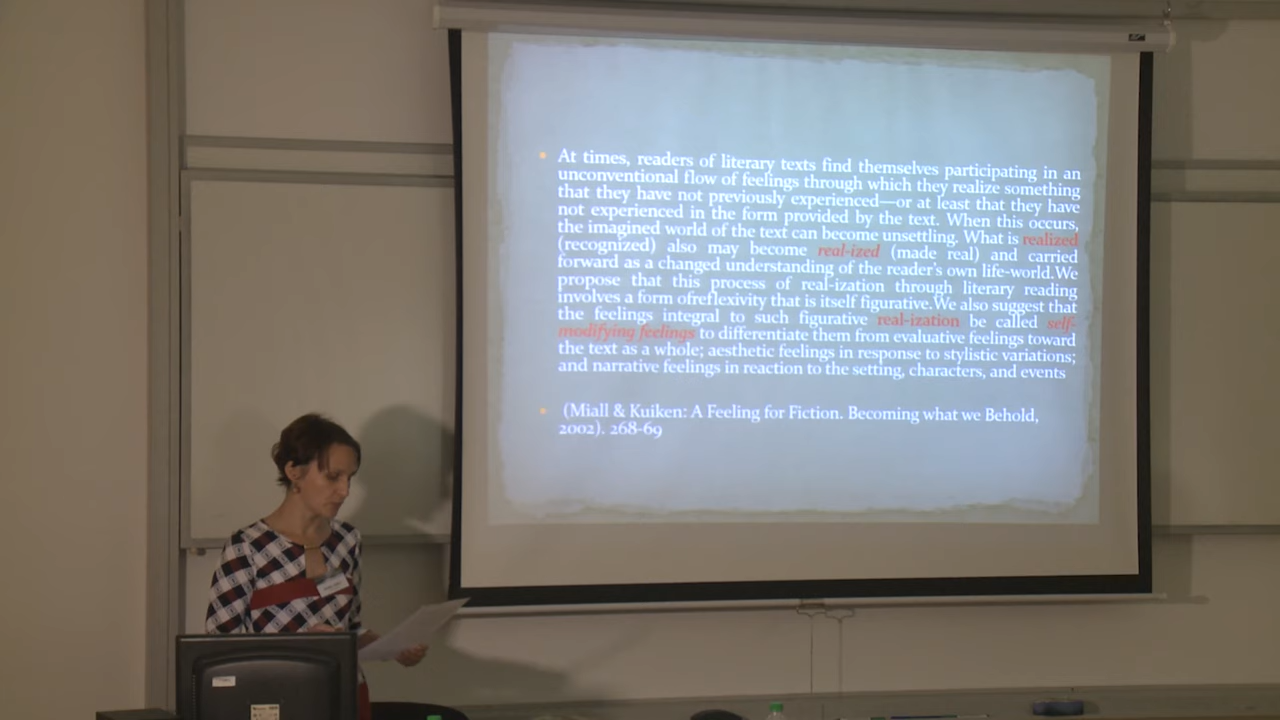 At times, readers of literary texts find themselves participating in an
unconventional flow of feelings through which they realize something
that they have not previously experienced—or at least that they have
not experienced in the form provided by the text. When this occurs,
the imagined world of the text can become unsettling. What is realized
(recognized) also may become real-ized (made real) and carried
forward as a changed understanding of the reader's own life-world.We
propose that this process of real-ization through literary reading
involves a form ofreflexivity that is itself figurative.We also suggest that
the feelings integral to such figurative real-ization be called self-
modifying feelings to differentiate them from evaluative feelings toward
the text as a whole; aesthetic feelings in response to stylistic variations;
and narrative feelings in reaction to the setting, characters, and events
(Miall & Kuiken: A Feeling for Fiction. Becoming what we Behold,
2002). 268-69